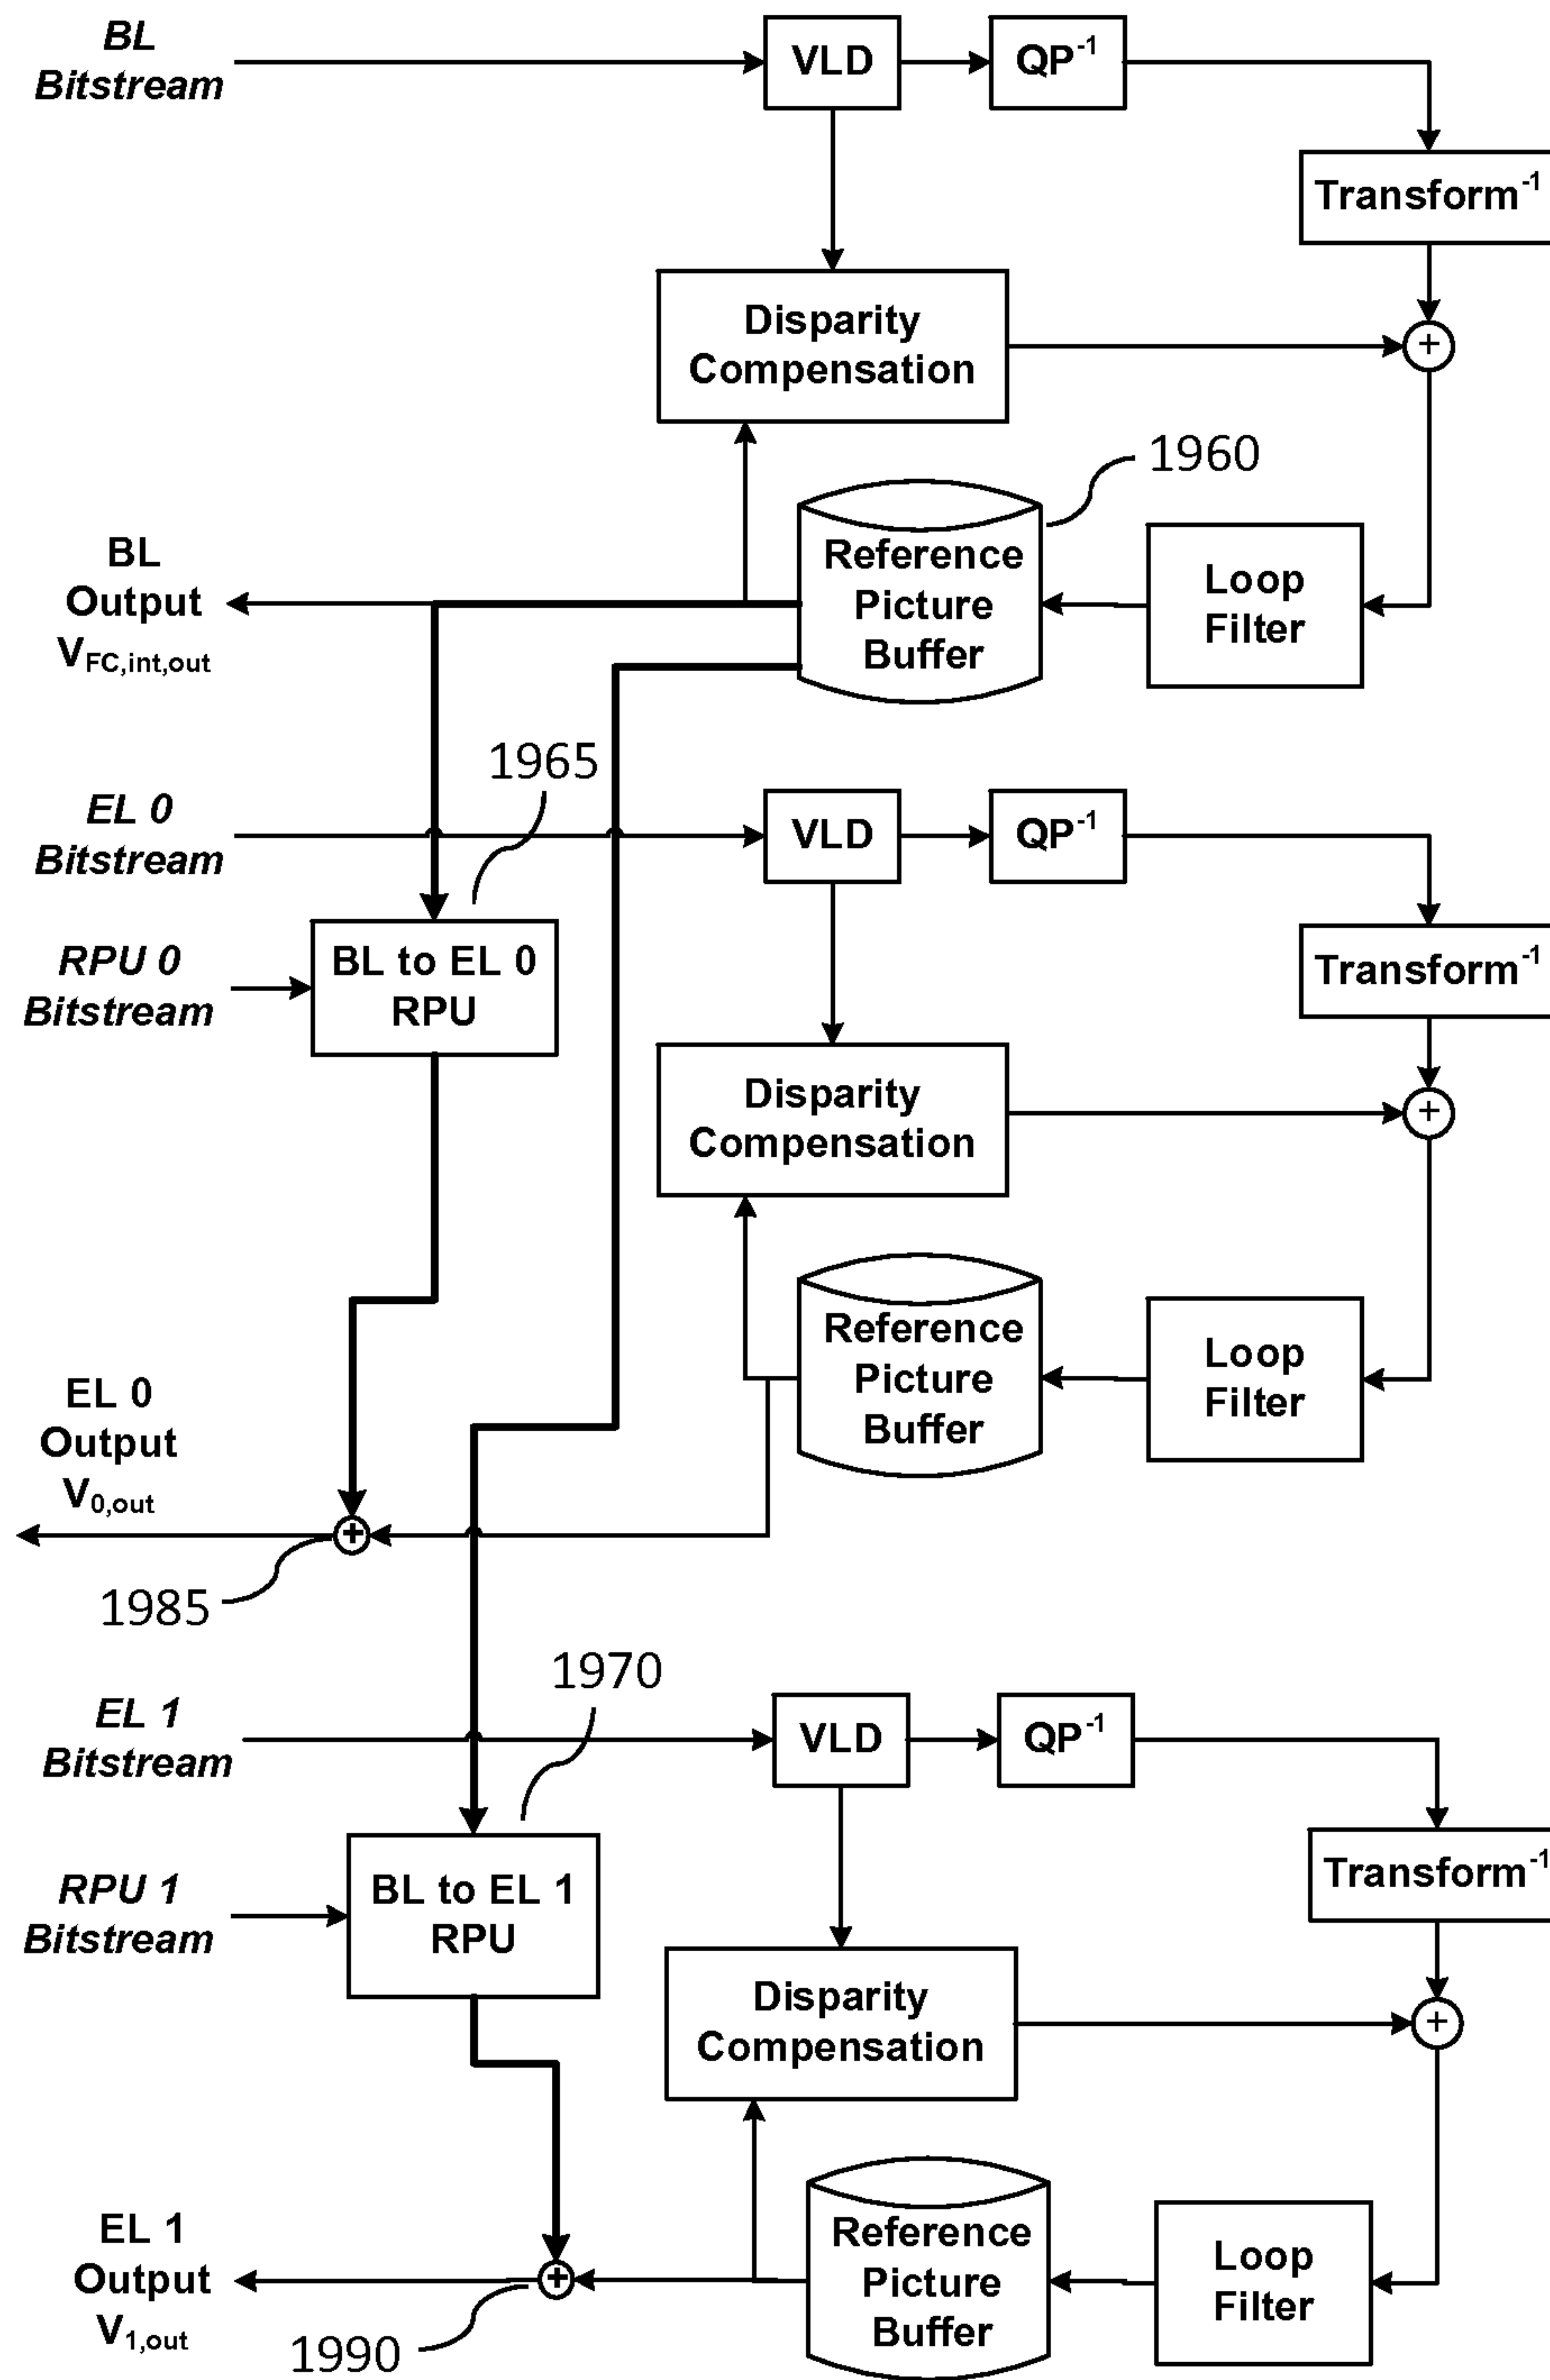 BL
Bitstream
VLD
QP-1
Transform-1
Disparity
Compensation
+
1960
BL
Output
VFC,int,out
Reference
Picture
Buffer
Loop
Filter
1965
EL 0
Bitstream
VLD
QP-1
RPU 0
Bitstream
BL to EL 0
RPU
Transform-1
Disparity
Compensation
+
EL 0
Output
V0,out
Reference
Picture
Buffer
Loop
Filter
+
1985
1970
EL 1
Bitstream
VLD
QP-1
RPU 1
Bitstream
BL to EL 1
RPU
Transform-1
Disparity
Compensation
+
EL 1
Output
V1,out
+
Reference
Picture
Buffer
Loop
Filter
1990